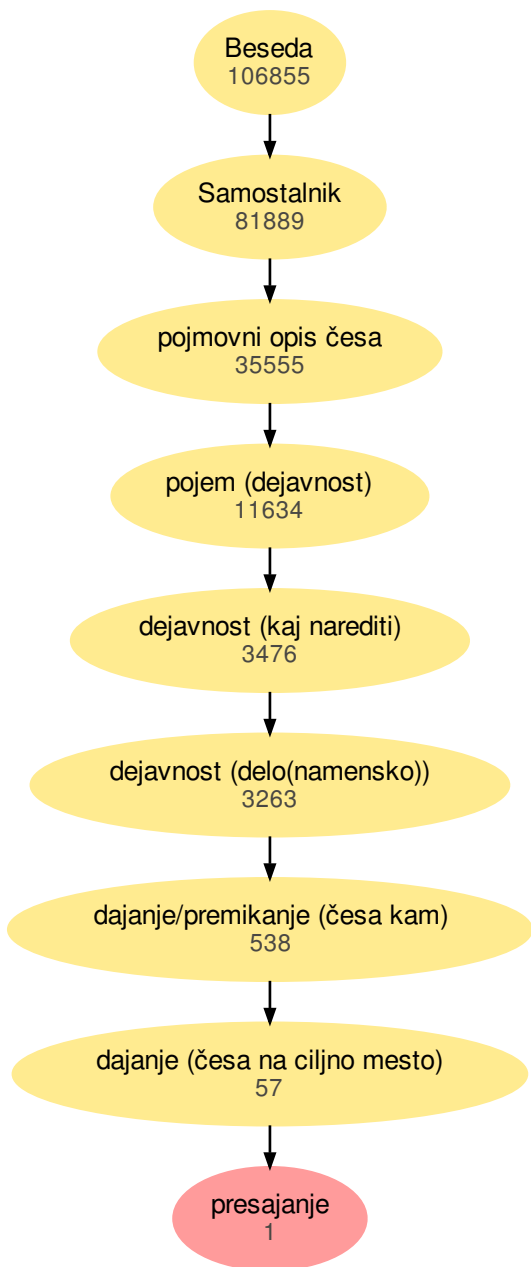 Beseda
106855
Samostalnik
81889
pojmovni opis česa
35555
pojem (dejavnost)
11634
dejavnost (kaj narediti)
3476
dejavnost (delo(namensko))
3263
dajanje/premikanje (česa kam)
538
dajanje (česa na ciljno mesto)
57
presajanje
1